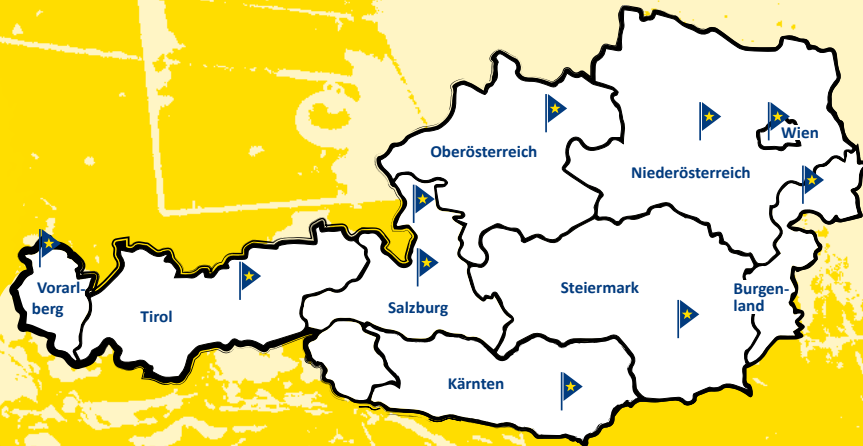 Wien
Oberösterreich
Niederösterreich
Vorarl-
berg
Tirol
Salzburg
Steiermark
Burgen-
land
Kärnten